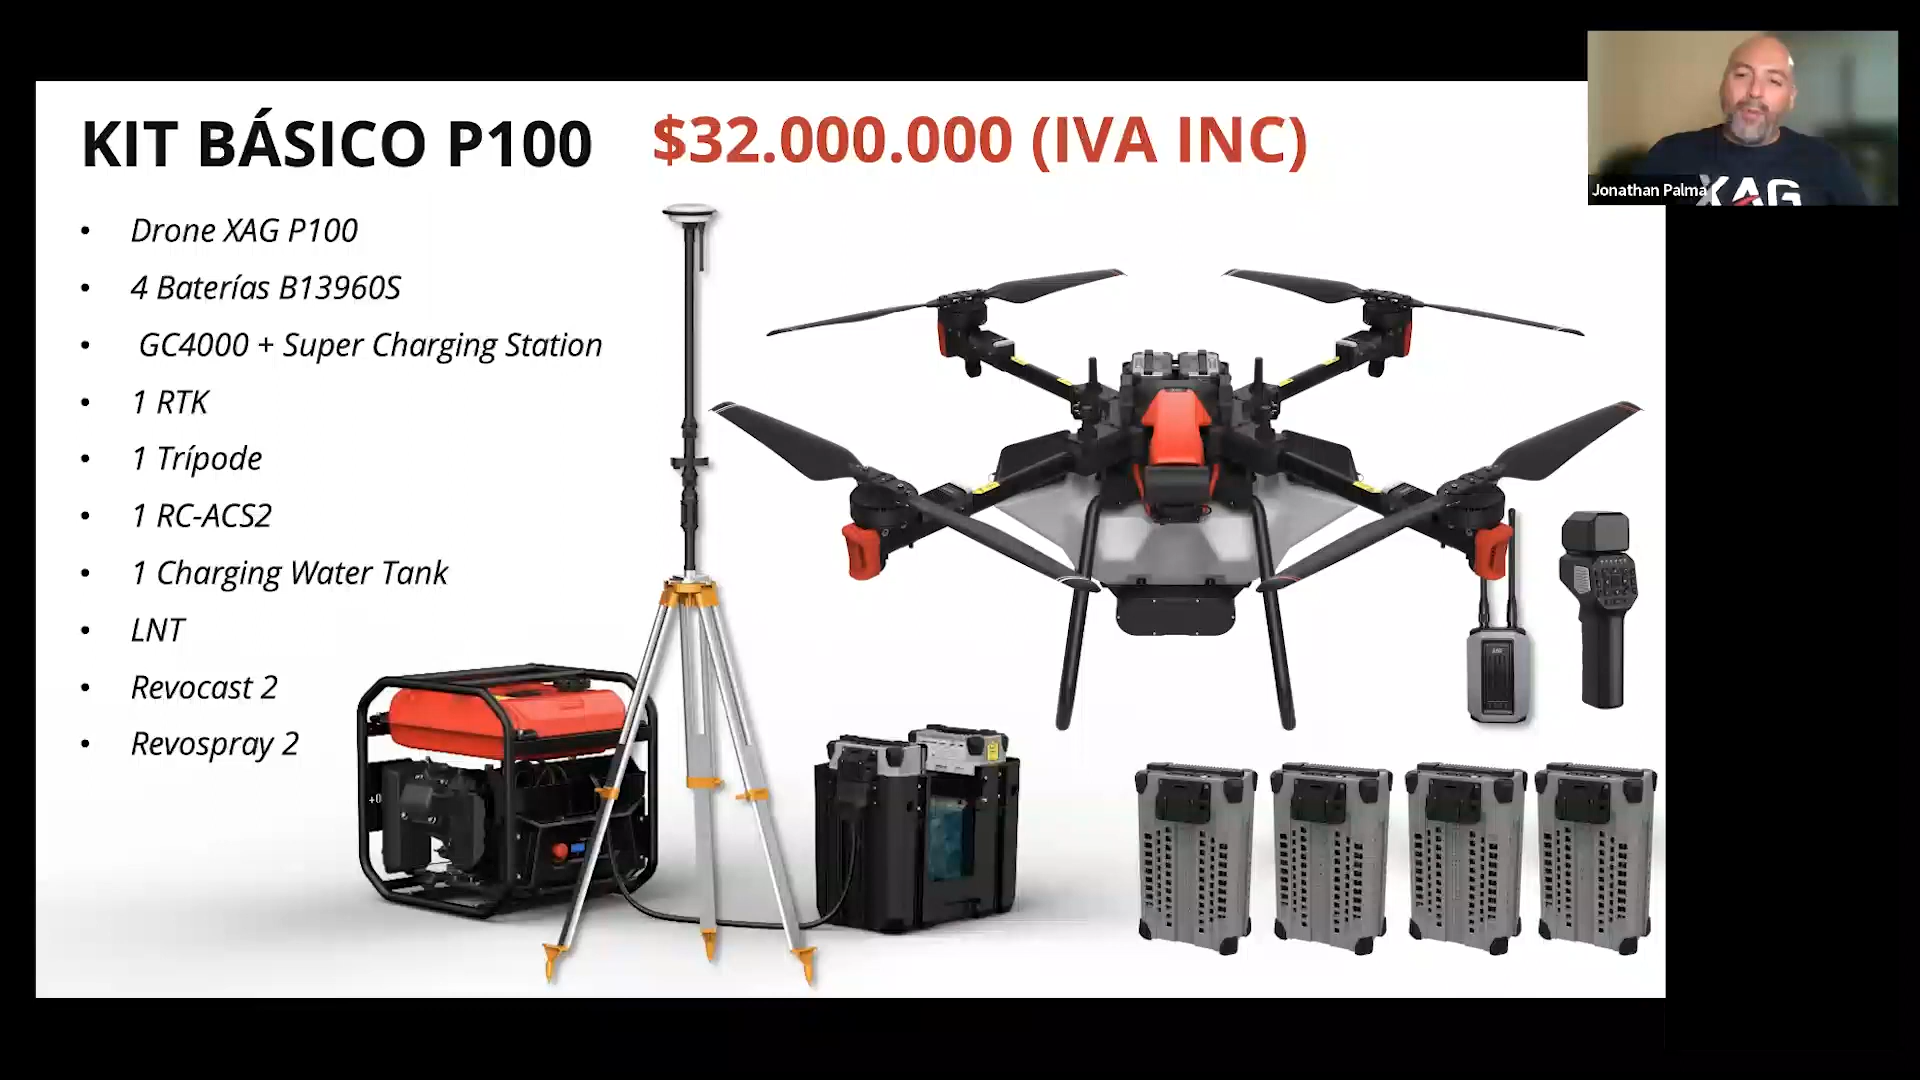 KIT BÁSICO P100 $32.000.000 (IVA INC)
Jonathan Palma
XAG
• Drone XAG P100
• 4 Baterías B13960S
• GC4000 + Super Charging Station
• 1 RTK
• 1 Trípode
• 1 RC-ACS2
• 1 Charging Water Tank
• LNT
• Revocast 2
• Revospray 2